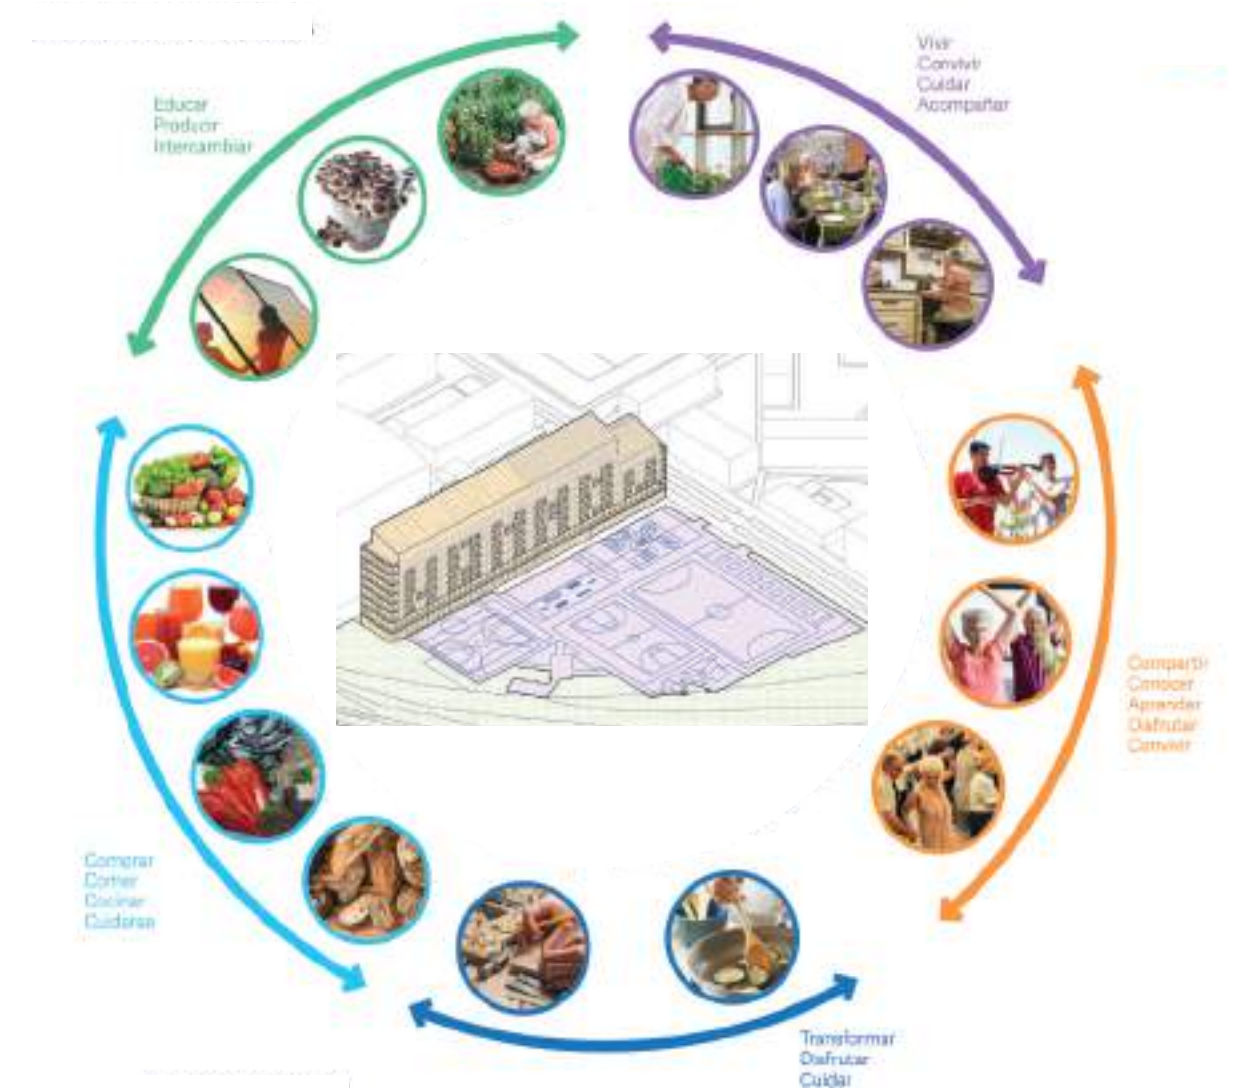 Vivir
Convivir
Cuidar
Acompañar
Educar
Producir
Intercambiar
Compartir
Conocer
Aprender
Disfrutar
Convivir
Comprar
Comer
Cocinar
Cuidarse
Transformar
Disfrutar
Cuidar